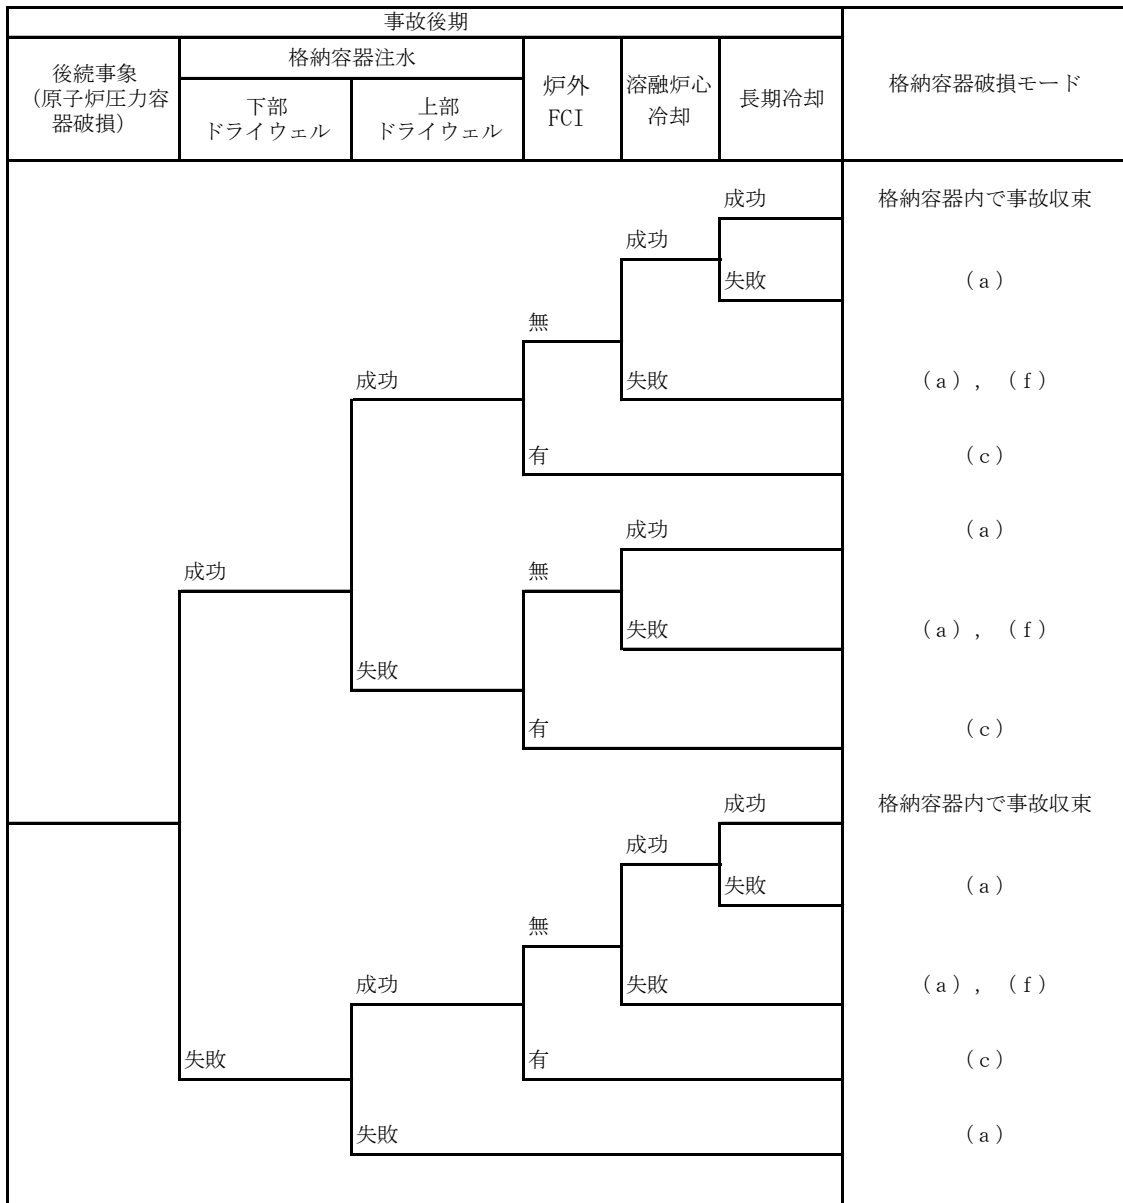 事故後期
後続事象
(原子炉圧力容
器破損)
格納容器注水
下部
ドライウェル
上部
ドライウェル
炉外
FCI
溶融炉心
冷却
長期冷却
格納容器破損モード
成功
格納容器内で事故収束
成功
失敗
(a)
無
成功
失敗
(a), (f)
有
(c)
成功
(a)
成功
無
失敗
(a), (f)
失敗
有
(c)
成功
格納容器内で事故収束
成功
失敗
(a)
無
成功
失敗
(a), (f)
失敗
有
(c)
失敗
(a)